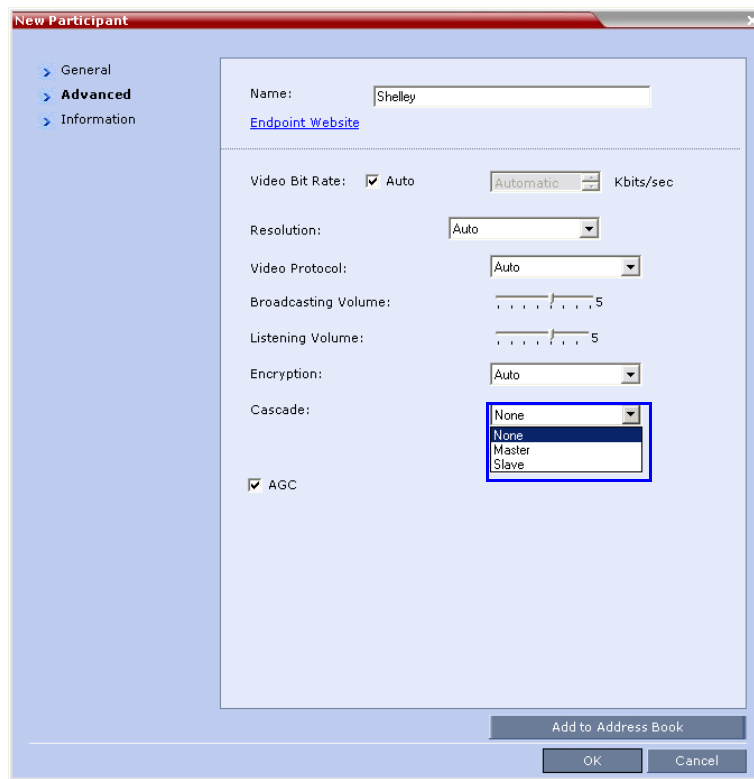 New Participant
General
Advanced
Information
Name: Shelley
Endpoint Website
Video Bit Rate: Auto Automatic Kbits/sec
Resolution: Auto
Video Protocol: Auto
Broadcasting Volume: 5
Listening Volume: 5
Encryption: Auto
Cascade: None
None
Master
Slave
AGC
Add to Address Book
OK Cancel